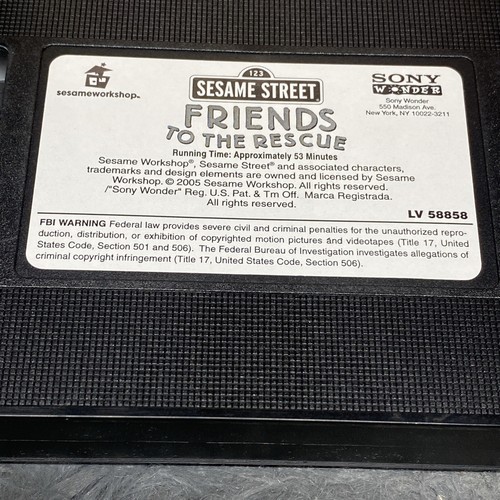 sesameworkshop™
123
SESAME STREET
SONY
WONDER
Sony Wonder
550 Madison Ave.
New York, NY 10022-3211
FRIENDS
TO THE RESCUE
Running Time: Approximately 53 Minutes
Sesame Workshop®, Sesame Street® and associated characters,
trademarks and design elements are owned and licensed by Sesame
Workshop. © 2005 Sesame Workshop. All rights reserved.
/"Sony Wonder" Reg. U.S. Pat. & Tm Off. Marca Registrada.
All rights reserved.
LV 58858
FBI WARNING Federal law provides severe civil and criminal penalties for the unauthorized repro-
duction, distribution, or exhibition of copyrighted motion pictures and videotapes (Title 17, United
States Code, Section 501 and 506). The Federal Bureau of Investigation investigates allegations of
criminal copyright infringement (Title 17, United States Code, Section 506).